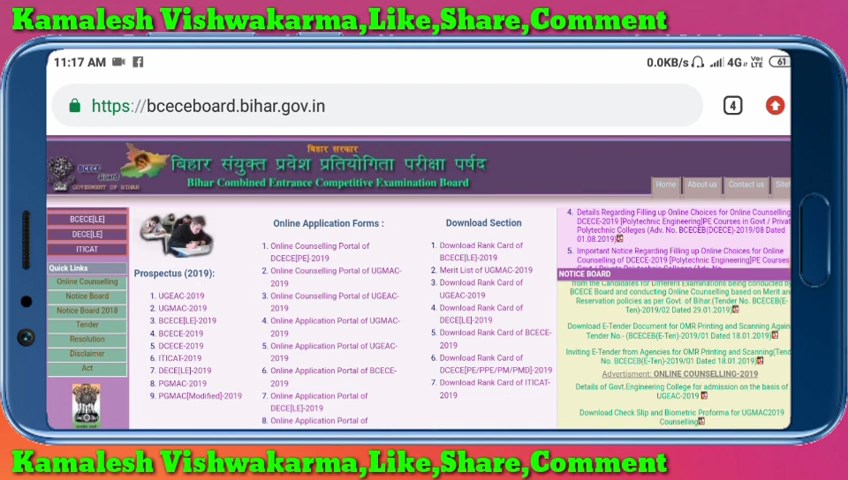 Kamalesh Vishwakarma,Like,Share,Comment
11:17 AM
0.0KB/s 4G VoLTE 61
https://bceceboard.bihar.gov.in
4
बिहार सरकार
बिहार संयुक्त प्रवेश प्रतियोगिता परीक्षा पर्षद
Bihar Combined Entrance Competitive Examination Board
BCECE
Board
GOVERNMENT OF BIHAR
Home
About us
Contact us
BCECE[LE]
DECE[LE]
ITICAT
Quick Links
Online Counselling
Notice Board
Notice Board 2018
Tender
Resolution
Disclaimer
Act
Prospectus (2019):
1. UGEAC-2019
2. UGMAC-2019
3. BCECE[LE]-2019
4. BCECE-2019
5. DCECE-2019
6. ITICAT-2019
7. DECE[LE]-2019
8. PGMAC-2019
9. PGMAC[Modified]-2019
Online Application Forms :
1. Online Counselling Portal of
DCECE[PE]-2019
2. Online Counselling Portal of UGMAC-
2019
3. Online Counselling Portal of UGEAC-
2019
4. Online Application Portal of UGMAC-
2019
5. Online Application Portal of UGEAC-
2019
6. Online Application Portal of BCECE-
2019
7. Online Application Portal of
DECE[LE]-2019
8. Online Application Portal of
Download Section
1. Download Rank Card of
BCECE[LE]-2019
2. Merit List of UGMAC-2019
3. Download Rank Card of
UGEAC-2019
4. Download Rank Card of
DECE[LE]-2019
5. Download Rank Card of BCECE-
2019
6. Download Rank Card of
DCECE[PE/PPE/PM/PMD]-2019
7. Download Rank Card of ITICAT-
2019
4. Details Regarding Filling up Online Choices for Online Counselling
DCECE-2019 [Polytechnic Engineering]PE Courses in Govt / Privat
Polytechnic Colleges (Adv. No. BCECEB(DCECE)-2019/08 Dated
01.08.2019)
5. Important Notice Regarding Filling up Online Choices for Online
Counselling of DCECE-2019 [Polytechnic Engineering]PE Courses in
NOTICE BOARD
from the Candidates for Different Examinations being conducted by
BCECE Board and conducting Online Counselling based on Merit an
Reservation policies as per Govt. of Bihar.(Tender No. BCECEB(E-
Ten)-2019/02 Dated 29.01.2019)
Download E-Tender Document for OMR Printing and Scanning Again
Tender No.- (BCECEB(E-Ten)-2019/01 Dated 18.01.2019)
Inviting E-Tender from Agencies for OMR Printing and Scanning(Tend
No. BCECEB(E-Ten)-2019/01 Dated 18.01.2019)
Advertisment: ONLINE COUNSELLING-2019
Details of Govt.Engineering College for admission on the basis of
UGEAC-2019
Download Check Slip and Biometric Proforma for UGMAC2019
Counselling
Kamalesh Vishwakarma,Like,Share,Comment